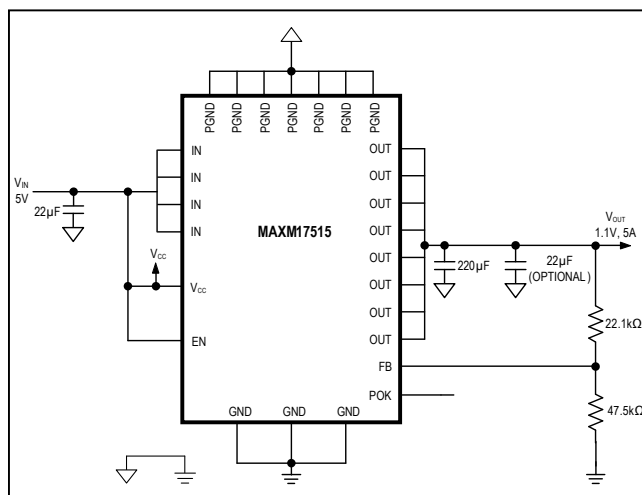 PGND PGND PGND PGND PGND PGND PGND
IN
IN
IN
IN
VIN
5V
22µF
VCC
VCC
EN
MAXM17515
OUT
OUT
OUT
OUT
OUT
OUT
OUT
OUT
FB
POK
GND GND GND
220µF
22µF
(OPTIONAL)
VOUT
1.1V, 5A
22.1kΩ
47.5kΩ